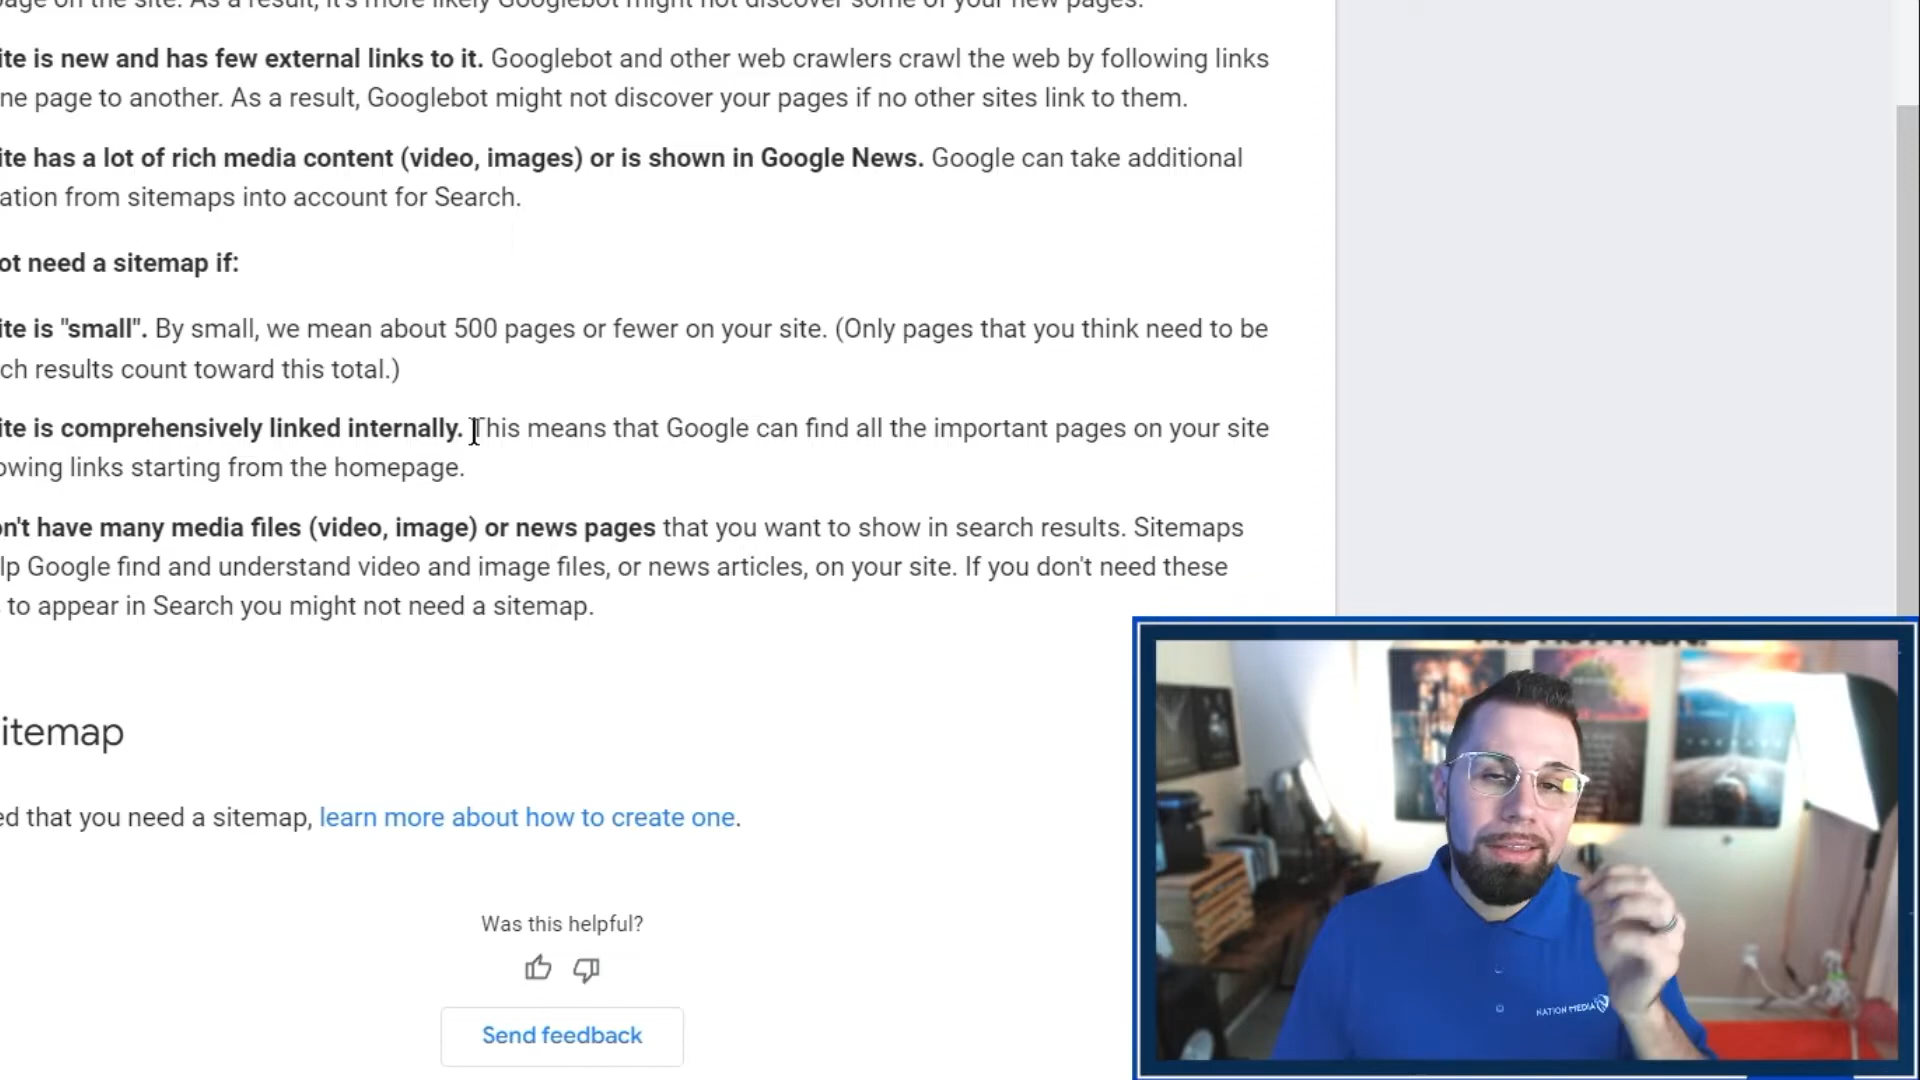 page on the site. As a result, it's more likely Googlebot might not discover some of your new pages.
ite is new and has few external links to it. Googlebot and other web crawlers crawl the web by following links
ne page to another. As a result, Googlebot might not discover your pages if no other sites link to them.
ite has a lot of rich media content (video, images) or is shown in Google News. Google can take additional
ation from sitemaps into account for Search.
ot need a sitemap if:
ite is "small". By small, we mean about 500 pages or fewer on your site. (Only pages that you think need to be
ch results count toward this total.)
ite is comprehensively linked internally. This means that Google can find all the important pages on your site
owing links starting from the homepage.
on't have many media files (video, image) or news pages that you want to show in search results. Sitemaps
lp Google find and understand video and image files, or news articles, on your site. If you don't need these
to appear in Search you might not need a sitemap.
itemap
ed that you need a sitemap, learn more about how to create one.
Was this helpful?
Send feedback
NATION MEDIA